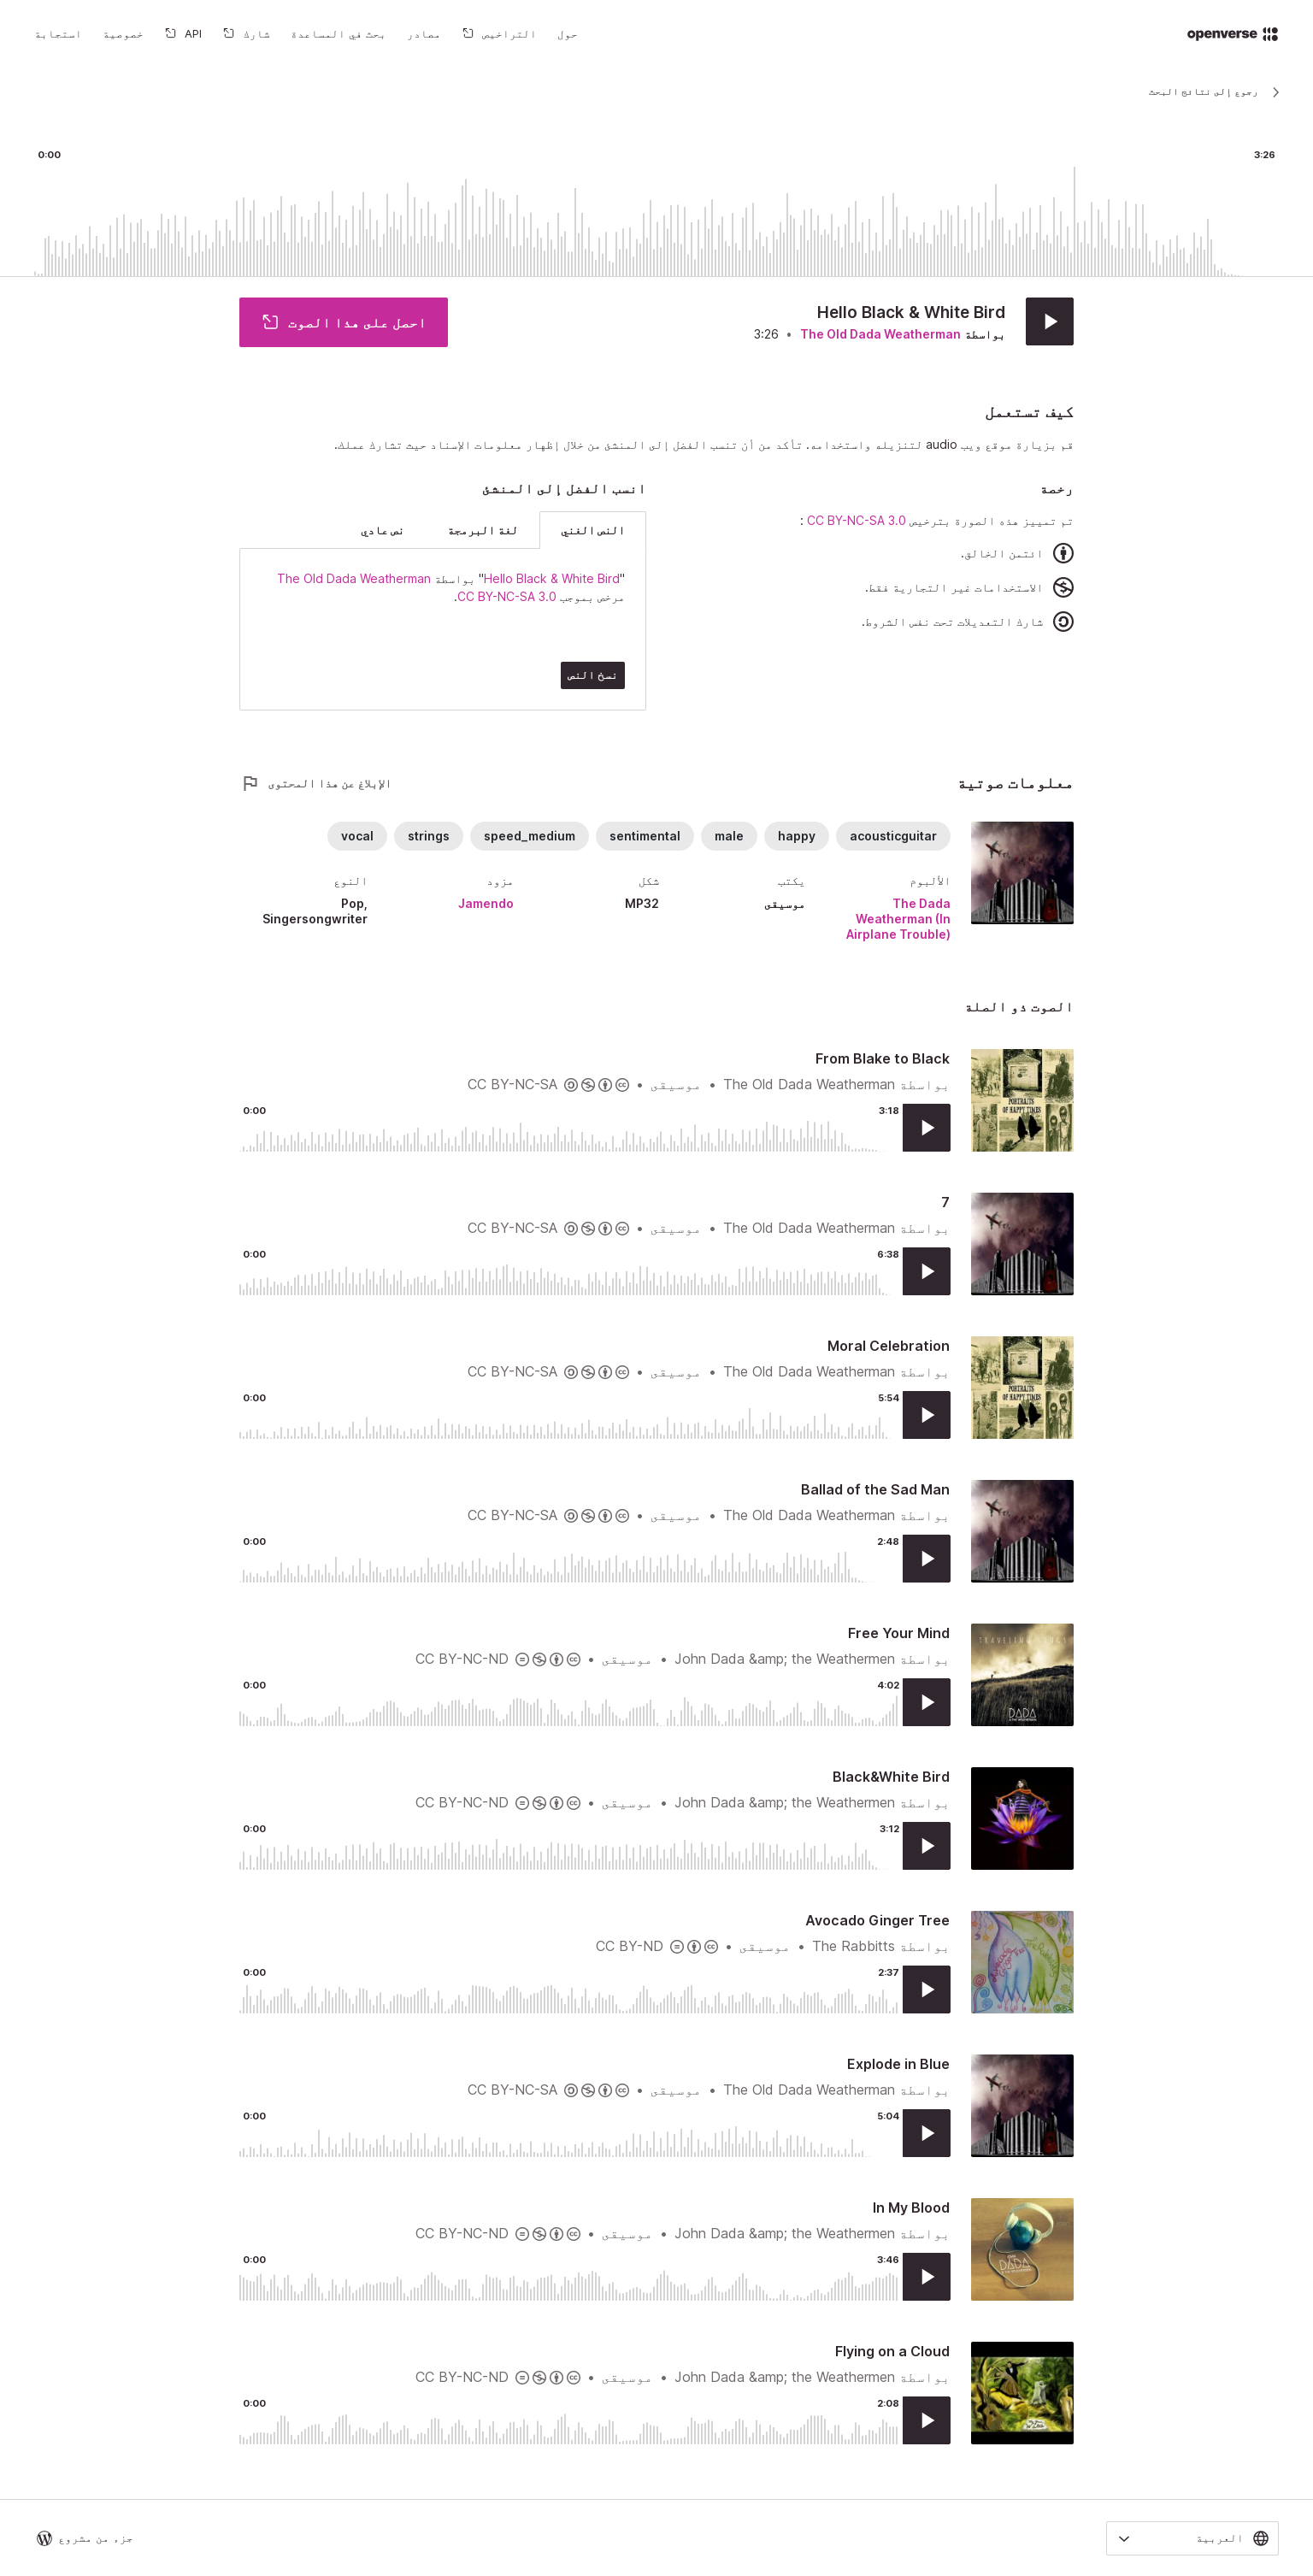 openverse
حول
التراخيص
مصادر
بحث في المساعدة
شارك
API
خصوصية
استجابة
رجوع إلى نتائج البحث
0:00
3:26
Hello Black & White Bird
بواسطة The Old Dada Weatherman • 3:26
احصل على هذا الصوت
كيف تستعمل
قم بزيارة موقع ويب audio لتنزيله واستخدامه. تأكد من أن تنسب الفضل إلى المنشئ من خلال إظهار معلومات الإسناد حيث تشارك عملك.
رخصة
تم تمييز هذه الصورة بترخيص CC BY-NC-SA 3.0 :
ائتمن الخالق.
الاستخدامات غير التجارية فقط.
شارك التعديلات تحت نفس الشروط.
انسب الفضل إلى المنشئ
النص الغني
لغة البرمجة
نص عادي
"Hello Black & White Bird" بواسطة The Old Dada Weatherman
مرخص بموجب CC BY-NC-SA 3.0.
نسخ النص
معلومات صوتية
الإبلاغ عن هذا المحتوى
acousticguitar
happy
male
sentimental
speed_medium
strings
vocal
الألبوم
The Dada
Weatherman (In
Airplane Trouble)
يكتب
موسيقى
شكل
MP32
مزود
Jamendo
النوع
Pop,
Singersongwriter
الصوت ذو الصلة
From Blake to Black
بواسطة The Old Dada Weatherman • موسيقى • CC BY-NC-SA
0:00
3:18
PORTRAITS
OF HAPPY TIMES
7
بواسطة The Old Dada Weatherman • موسيقى • CC BY-NC-SA
0:00
6:38
Moral Celebration
بواسطة The Old Dada Weatherman • موسيقى • CC BY-NC-SA
0:00
5:54
PORTRAITS
OF HAPPY TIMES
Ballad of the Sad Man
بواسطة The Old Dada Weatherman • موسيقى • CC BY-NC-SA
0:00
2:48
Free Your Mind
بواسطة John Dada &amp; the Weathermen • موسيقى • CC BY-NC-ND
0:00
4:02
DADA
Black&White Bird
بواسطة John Dada &amp; the Weathermen • موسيقى • CC BY-NC-ND
0:00
3:12
Avocado Ginger Tree
بواسطة The Rabbitts • موسيقى • CC BY-ND
0:00
2:37
Explode in Blue
بواسطة The Old Dada Weatherman • موسيقى • CC BY-NC-SA
0:00
5:04
In My Blood
بواسطة John Dada &amp; the Weathermen • موسيقى • CC BY-NC-ND
0:00
3:46
DADA
Flying on a Cloud
بواسطة John Dada &amp; the Weathermen • موسيقى • CC BY-NC-ND
0:00
2:08
العربية
جزء من مشروع